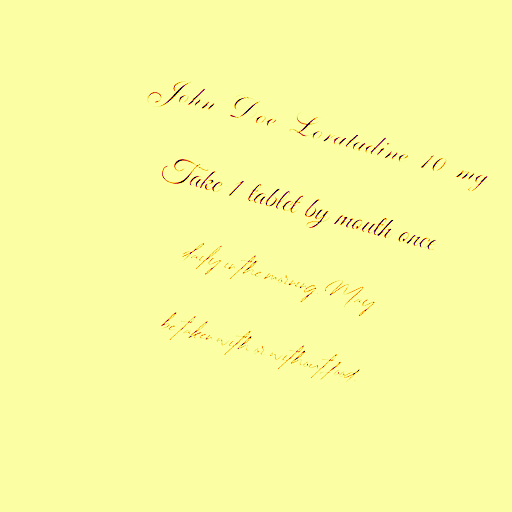 John Doe Loratadine 10 mg
Take 1 tablet by mouth once
daily in the morning. May
be taken with or without food.